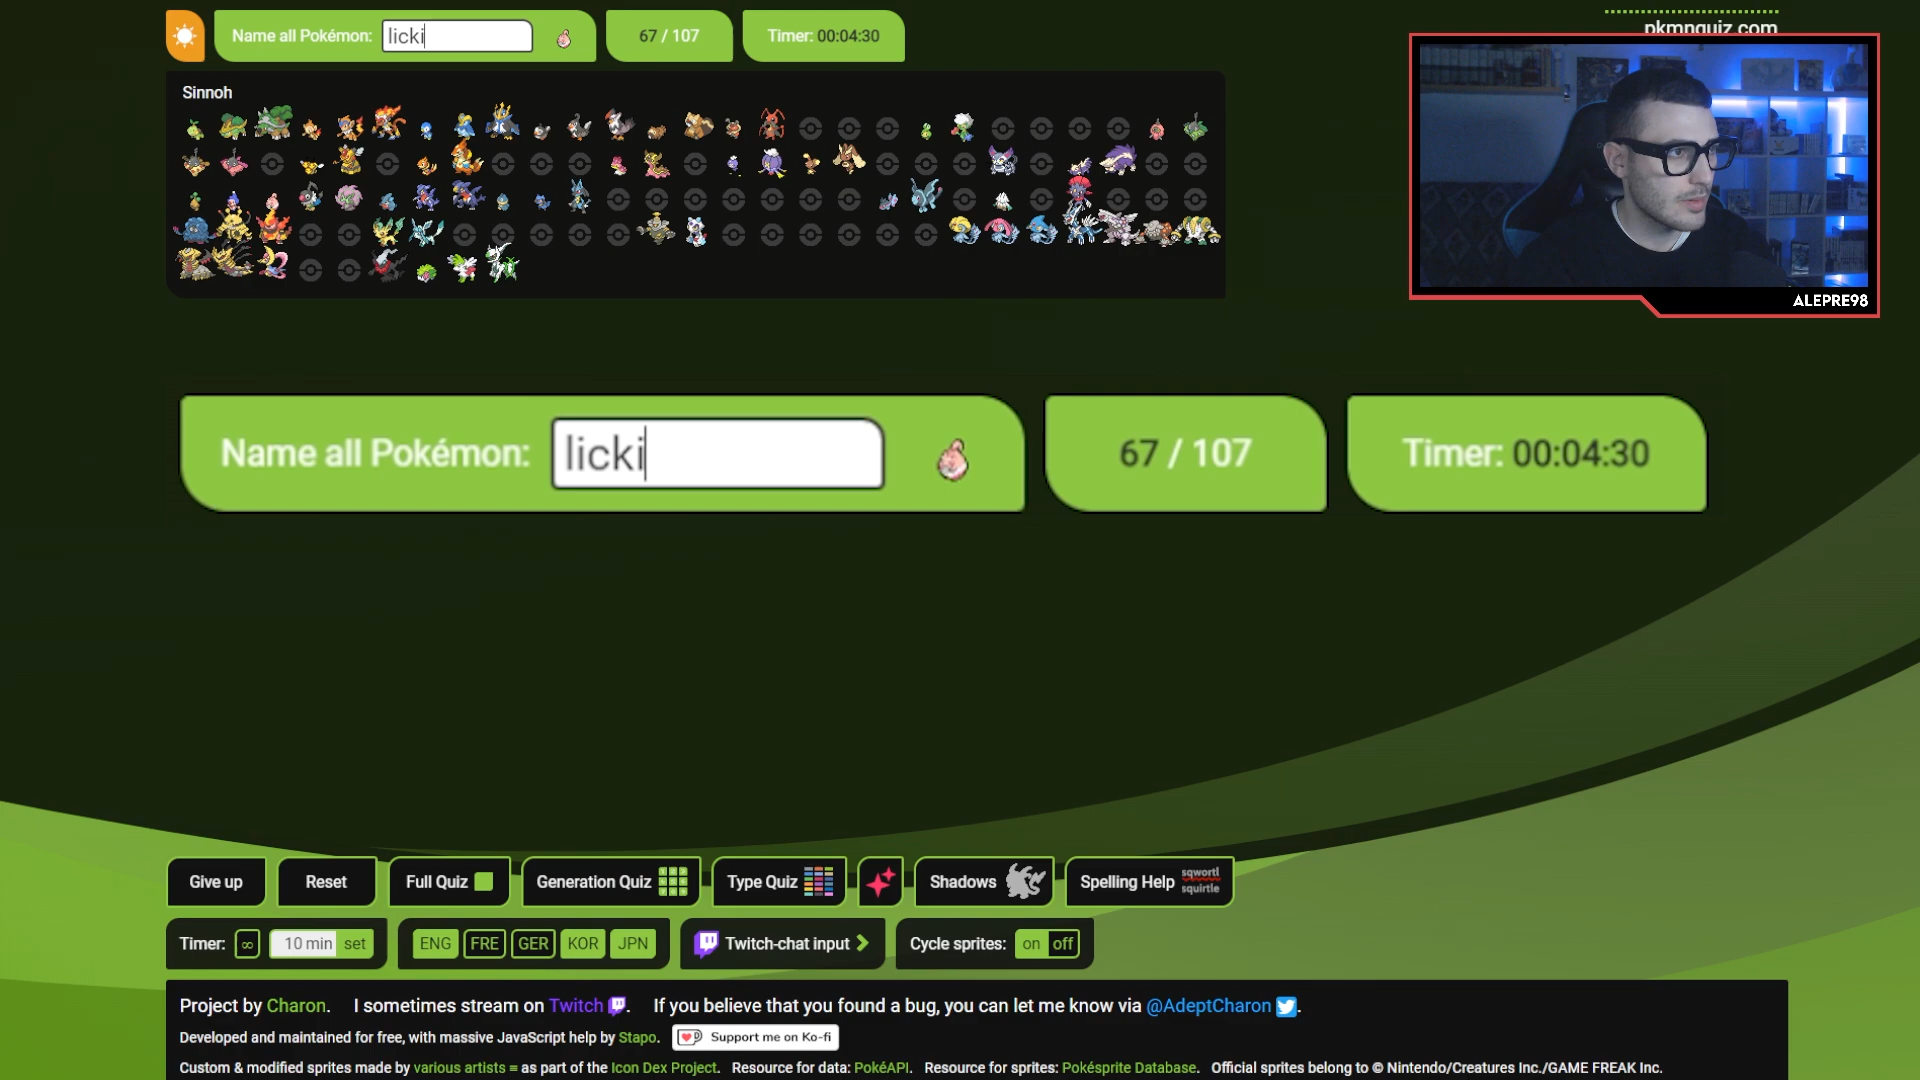 Name all Pokémon: licki
67 / 107
Timer: 00:04:30
pkmnquiz.com
Sinnoh
ALEPRE98
Name all Pokémon: licki
67 / 107
Timer: 00:04:30
Give up
Reset
Full Quiz
Generation Quiz
Type Quiz
Shadows
Spelling Help
sqwortl
squirtle
Timer: ∞ 10 min set
ENG FRE GER KOR JPN
Twitch-chat input
Cycle sprites: on off
Project by Charon. I sometimes stream on Twitch. If you believe that you found a bug, you can let me know via @AdeptCharon.
Developed and maintained for free, with massive JavaScript help by Stapo. Support me on Ko-fi
Custom & modified sprites made by various artists = as part of the Icon Dex Project. Resource for data: PokéAPI. Resource for sprites: Pokésprite Database. Official sprites belong to © Nintendo/Creatures Inc./GAME FREAK Inc.